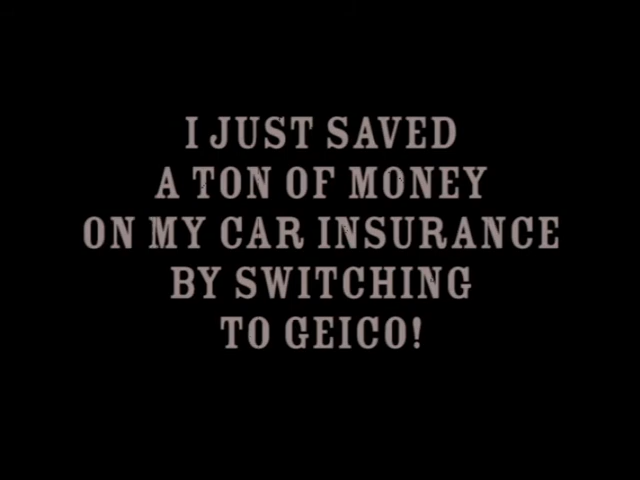 I JUST SAVED
A TON OF MONEY
ON MY CAR INSURANCE
BY SWITCHING
TO GEICO!